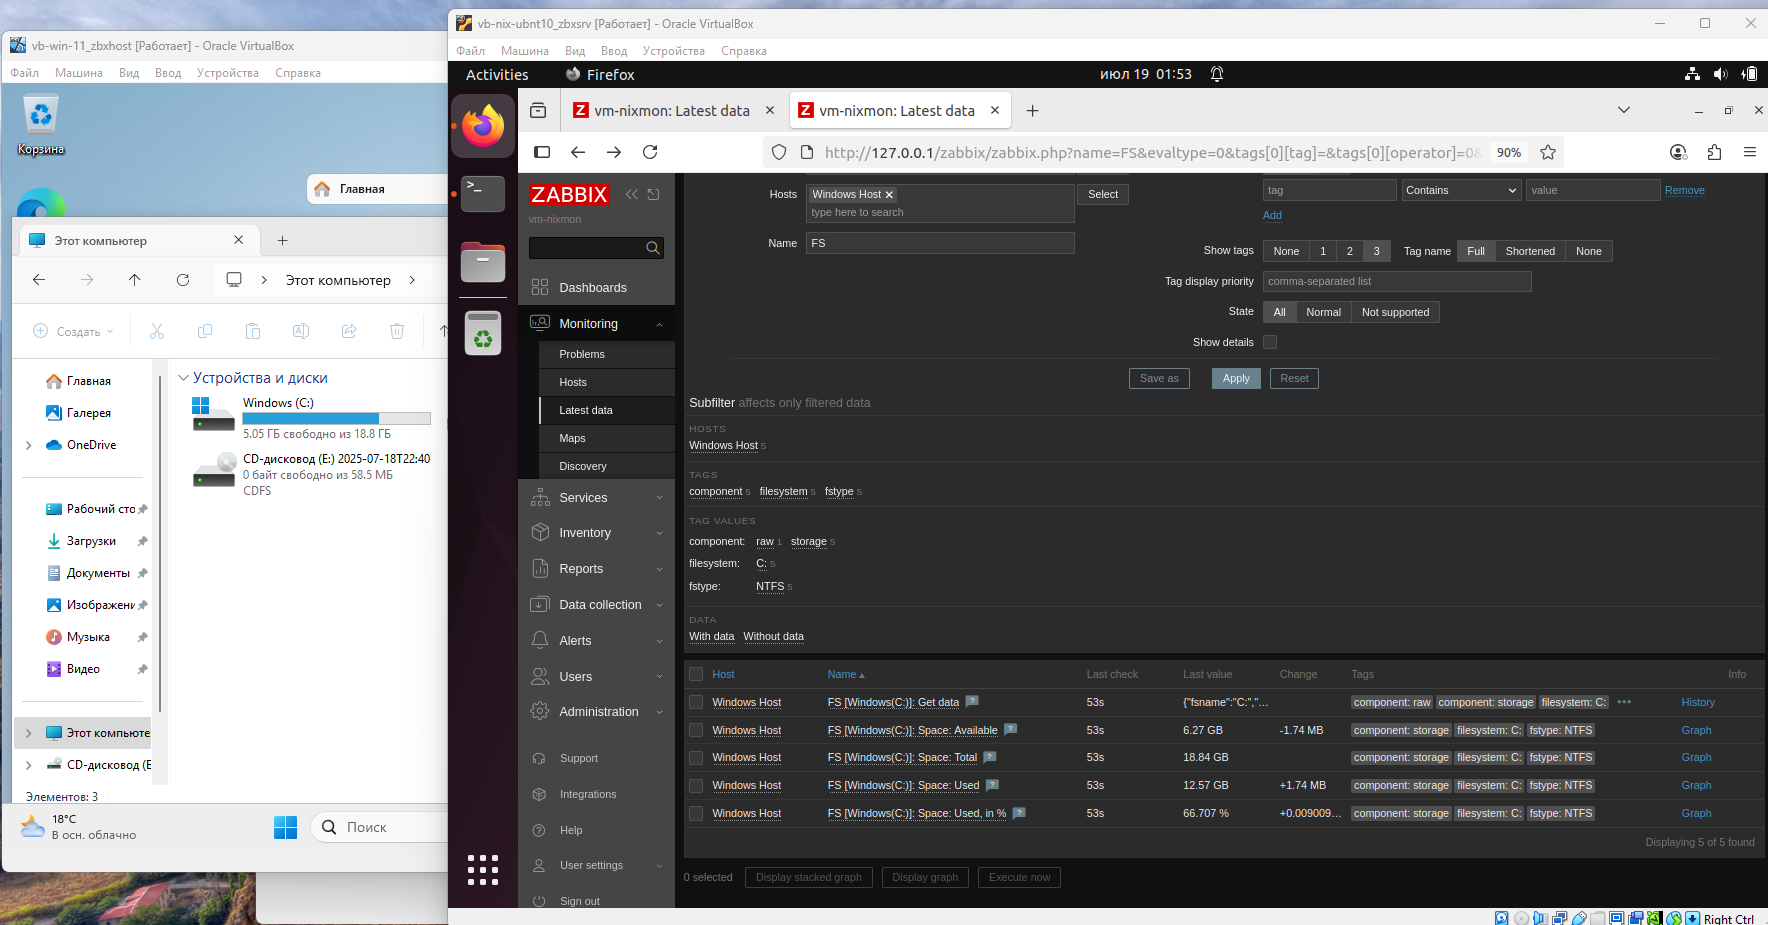 vb-win-11_zbxhost [Работает] - Oracle VirtualBox
Файл Машина Вид Ввод Устройства Справка
Корзина
Главная
Этот компьютер
Этот компьютер
Создать
Главная
Галерея
OneDrive
Рабочий сто
Загрузки
Документы
Изображени
Музыка
Видео
Этот компьюте
CD-дисковод (E
Элементов: 3
Устройства и диски
Windows (C:)
5.05 ГБ свободно из 18.8 ГБ
CD-дисковод (E:) 2025-07-18T22:40
0 байт свободно из 58.5 МБ
CDFS
18°C
В осн. облачно
Поиск
vb-nix-ubnt10_zbxsrv [Работает] - Oracle VirtualBox
Файл Машина Вид Ввод Устройства Справка
Activities Firefox июл 19 01:53
vm-nixmon: Latest data vm-nixmon: Latest data
http://127.0.0.1/zabbix/zabbix.php?name=FS&evaltype=0&tags[0][tag]=&tags[0][operator]=0& 90%
ZABBIX
vm-nixmon
Dashboards
Monitoring
Problems
Hosts
Latest data
Maps
Discovery
Services
Inventory
Reports
Data collection
Alerts
Users
Administration
Support
Integrations
Help
User settings
Sign out
Hosts Windows Host Select
type here to search
Name FS
tag Contains value Remove
Add
Show tags None 1 2 3 Tag name Full Shortened None
Tag display priority comma-separated list
State All Normal Not supported
Show details
Save as Apply Reset
Subfilter affects only filtered data
HOSTS
Windows Host 5
TAGS
component 5 filesystem 5 fstype 5
TAG VALUES
component: raw 1 storage 5
filesystem: C: 5
fstype: NTFS 5
DATA
With data Without data
Host Name Last check Last value Change Tags Info
Windows Host FS [Windows(C:)]: Get data ? 53s {"fsname":"C:","… component: raw component: storage filesystem: C: ••• History
Windows Host FS [Windows(C:)]: Space: Available ? 53s 6.27 GB -1.74 MB component: storage filesystem: C: fstype: NTFS Graph
Windows Host FS [Windows(C:)]: Space: Total ? 53s 18.84 GB component: storage filesystem: C: fstype: NTFS Graph
Windows Host FS [Windows(C:)]: Space: Used ? 53s 12.57 GB +1.74 MB component: storage filesystem: C: fstype: NTFS Graph
Windows Host FS [Windows(C:)]: Space: Used, in % ? 53s 66.707 % +0.009009… component: storage filesystem: C: fstype: NTFS Graph
Displaying 5 of 5 found
0 selected Display stacked graph Display graph Execute now
Right Ctrl